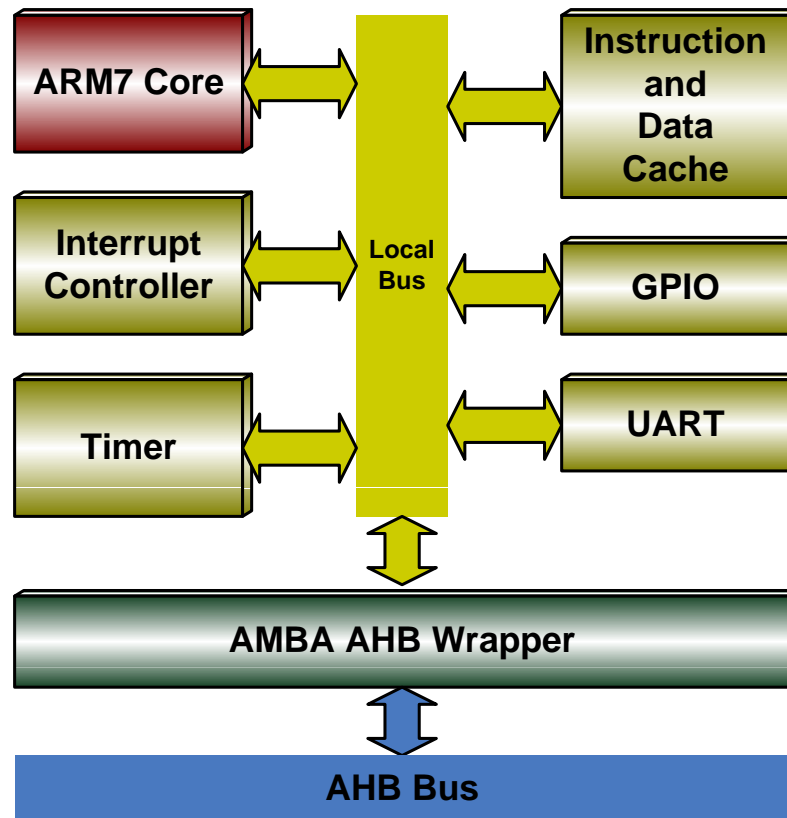 ARM7 Core
Instruction
and
Data
Cache
Interrupt
Controller
Local
Bus
GPIO
Timer
UART
AMBA AHB Wrapper
AHB Bus